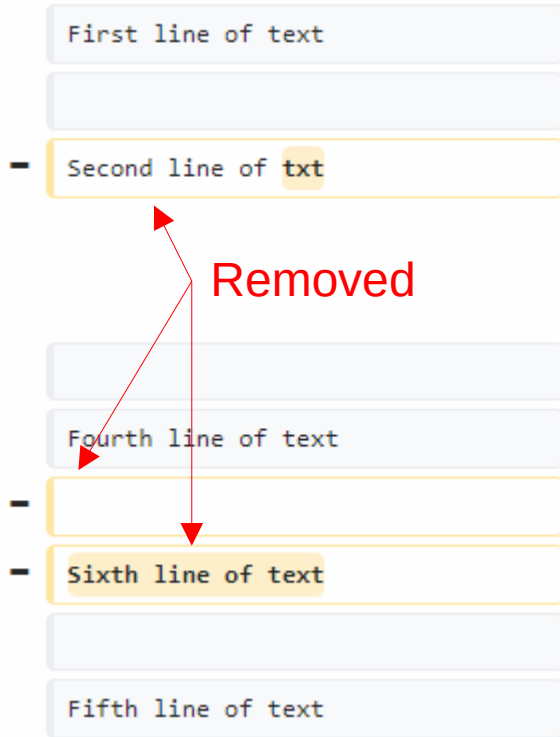 First line of text
− Second line of txt
Removed
Fourth line of text
−
− Sixth line of text
Fifth line of text